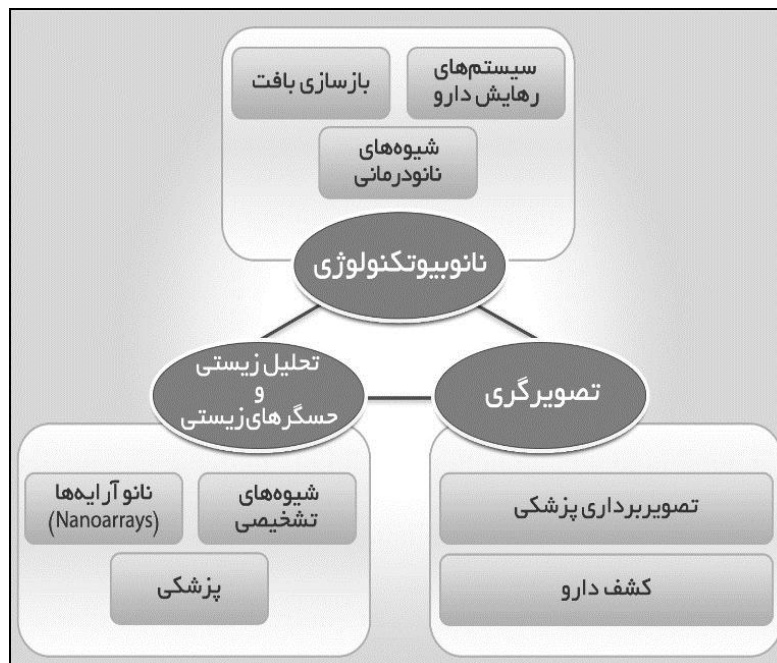 سیستم‌های
رهایش دارو
بازسازی بافت
شیوه‌های
نانودرمانی
نانوبیوتکنولوژی
تصویرگری
تحلیل زیستی
و
حسگرهای زیستی
تصویربرداری پزشکی
کشف دارو
شیوه‌های
تشخیصی
نانو آرایه‌ها
(Nanoarrays)
پزشکی